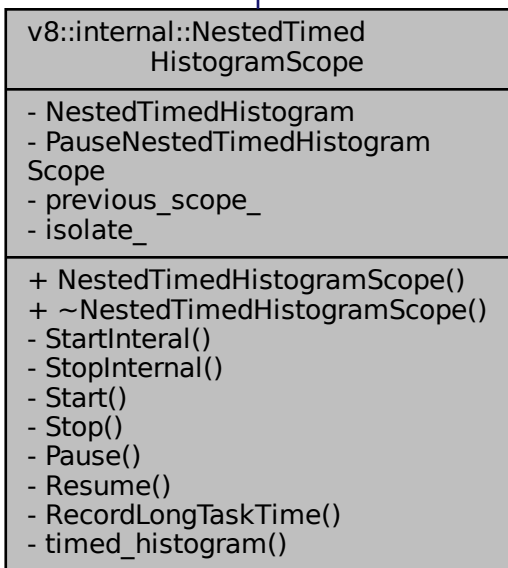 v8::internal::NestedTimed
HistogramScope
- NestedTimedHistogram
- PauseNestedTimedHistogram
Scope
- previous_scope_
- isolate_
+ NestedTimedHistogramScope()
+ ~NestedTimedHistogramScope()
- StartInteral()
- StopInternal()
- Start()
- Stop()
- Pause()
- Resume()
- RecordLongTaskTime()
- timed_histogram()